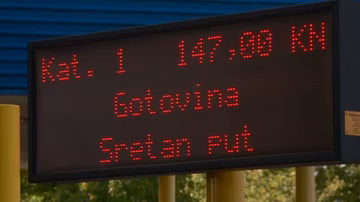 Kat. 1 147,00 KN
Gotovina
Sretan put